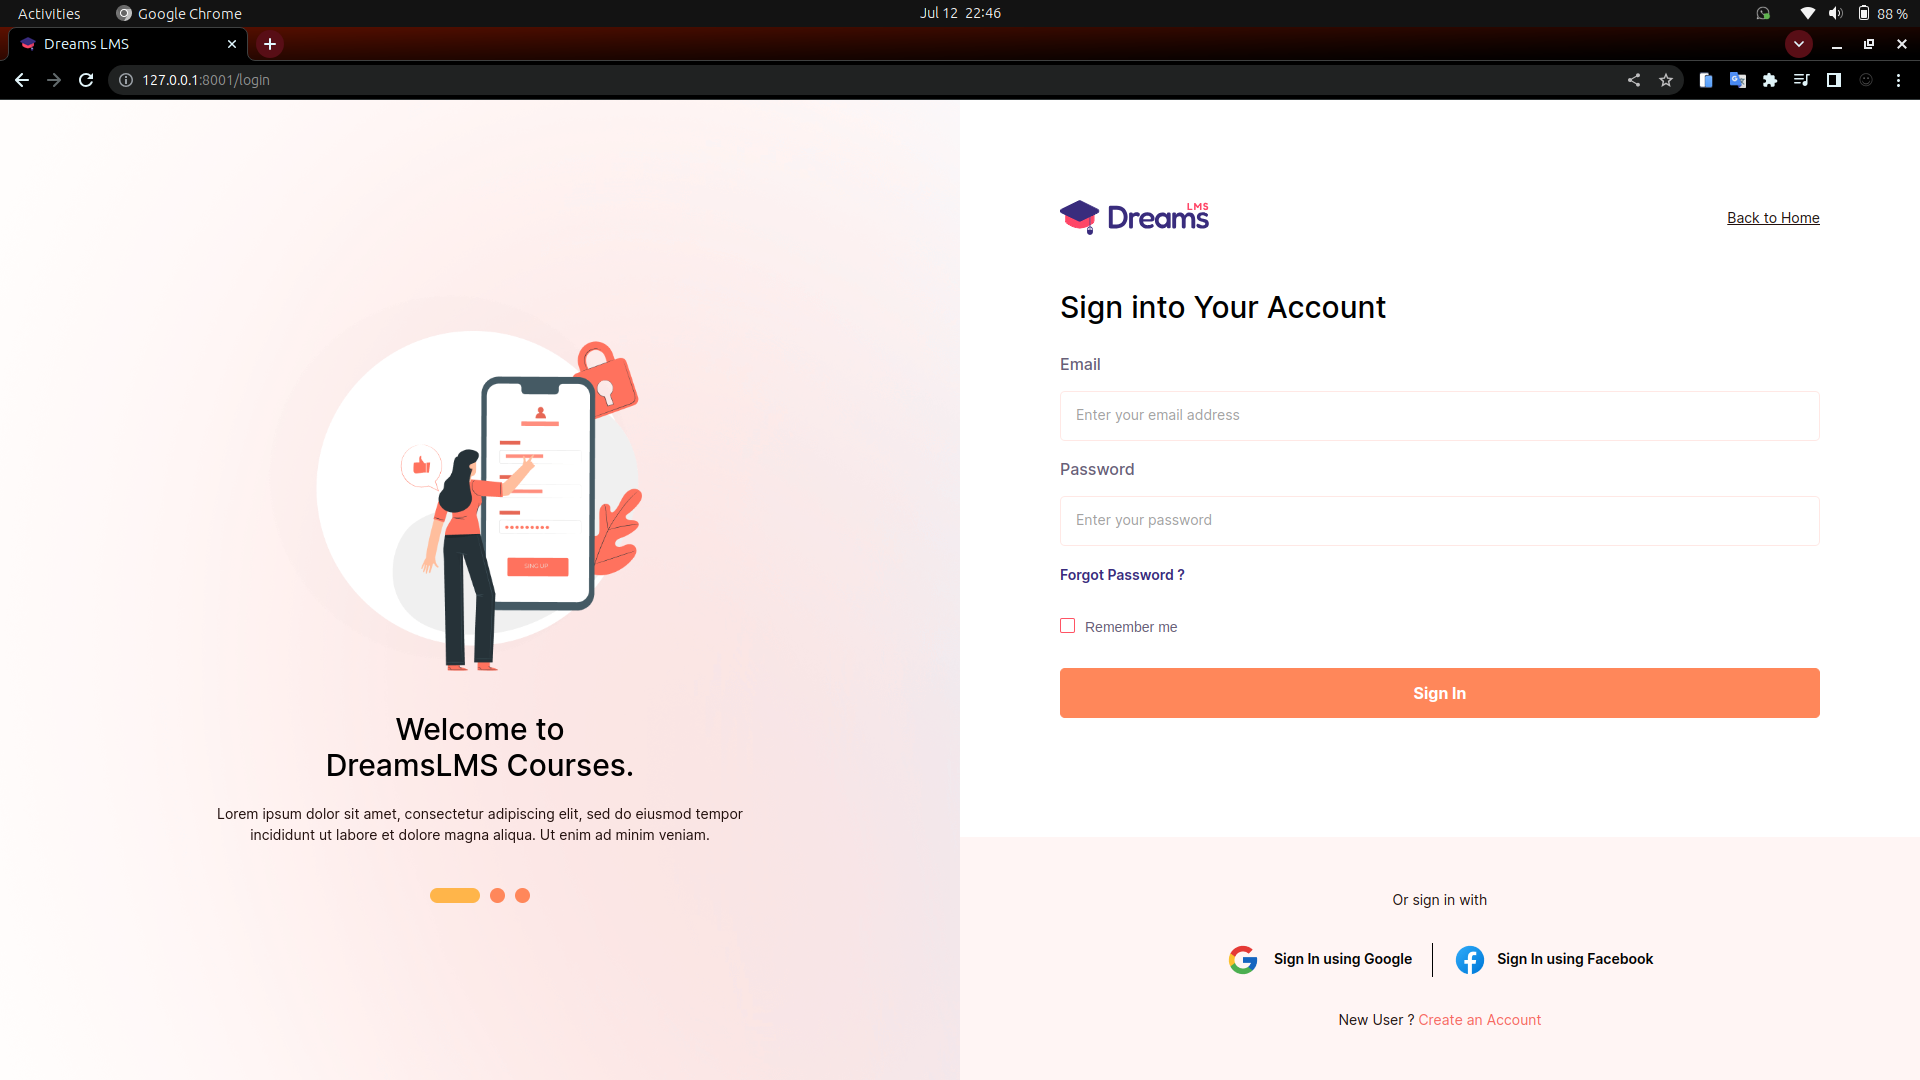 Activities
Google Chrome
Jul 12 22:46
88 %
Dreams LMS
127.0.0.1:8001/login
Dreams LMS
Back to Home
Sign into Your Account
Email
Enter your email address
Password
Enter your password
Forgot Password ?
Remember me
Sign In
SING UP
Welcome to
DreamsLMS Courses.
Lorem ipsum dolor sit amet, consectetur adipiscing elit, sed do eiusmod tempor
incididunt ut labore et dolore magna aliqua. Ut enim ad minim veniam.
Or sign in with
Sign In using Google
Sign In using Facebook
New User ? Create an Account